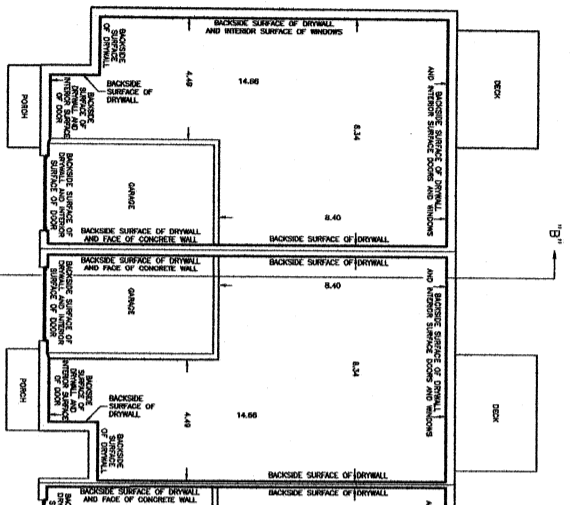 BACKSIDE SURFACE OF DRYWALL
AND INTERIOR SURFACE OF WINDOWS
BACKSIDE
SURFACE
OF DRYWALL
BACKSIDE
SURFACE OF
DRYWALL
BACKSIDE
SURFACE OF
DRYWALL AND
INTERIOR SURFACE
OF DOOR
PORCH
4.49
14.66
8.34
BACKSIDE SURFACE OF DRYWALL
AND INTERIOR SURFACE DOORS AND WINDOWS
DECK
"B"
BACKSIDE SURFACE OF
DRYWALL AND INTERIOR
SURFACE OF DOOR
GARAGE
8.40
BACKSIDE SURFACE OF DRYWALL
AND FACE OF CONCRETE WALL
BACKSIDE SURFACE OF DRYWALL
BACKSIDE SURFACE OF DRYWALL
AND FACE OF CONCRETE WALL
BACKSIDE SURFACE OF DRYWALL
BACKSIDE SURFACE OF
DRYWALL AND INTERIOR
SURFACE OF DOOR
GARAGE
8.40
BACKSIDE SURFACE OF DRYWALL
AND INTERIOR SURFACE DOORS AND WINDOWS
8.34
DECK
PORCH
BACKSIDE
SURFACE OF
DRYWALL AND
INTERIOR SURFACE
OF DOOR
BACKSIDE
SURFACE OF
DRYWALL
BACKSIDE
SURFACE
OF DRYWALL
4.49
14.66
BACKSIDE SURFACE OF DRYWALL
BACKSIDE SURFACE OF DRYWALL
AND FACE OF CONCRETE WALL
BACKSIDE SURFACE OF DRYWALL